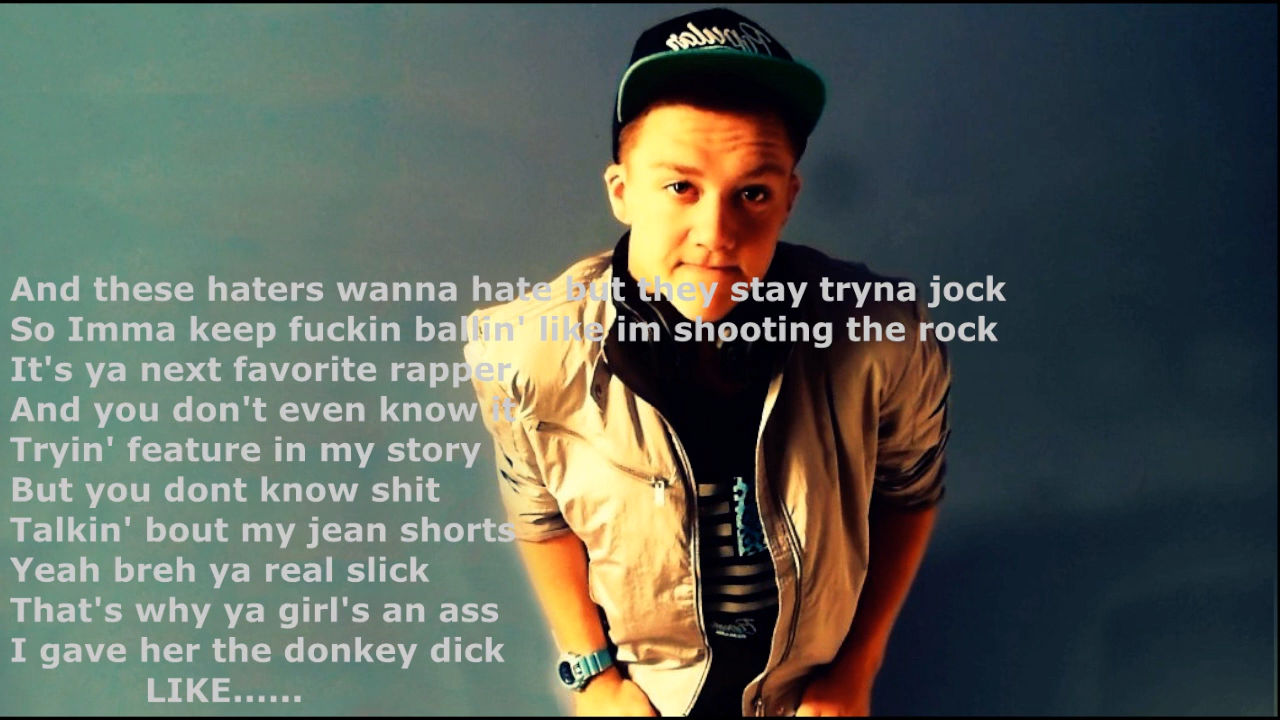 Popular
And these haters wanna hate but they stay tryna jock
So Imma keep fuckin ballin' like im shooting the rock
It's ya next favorite rapper
And you don't even know it
Tryin' feature in my story
But you dont know shit
Talkin' bout my jean shorts
Yeah breh ya real slick
That's why ya girl's an ass
I gave her the donkey dick
LIKE......